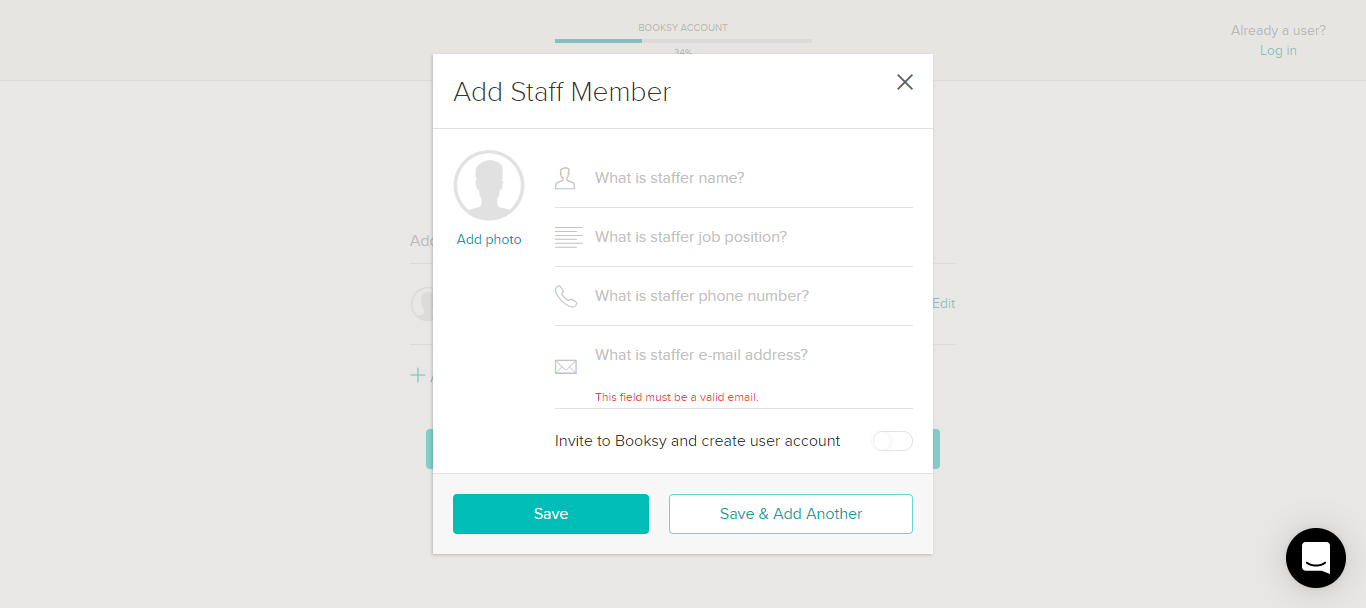 BOOKSY ACCOUNT
34%
Already a user?
Log in
Add Staff Member
Add photo
What is staffer name?
What is staffer job position?
What is staffer phone number?
What is staffer e-mail address?
This field must be a valid email.
Edit
Invite to Booksy and create user account
Save
Save & Add Another